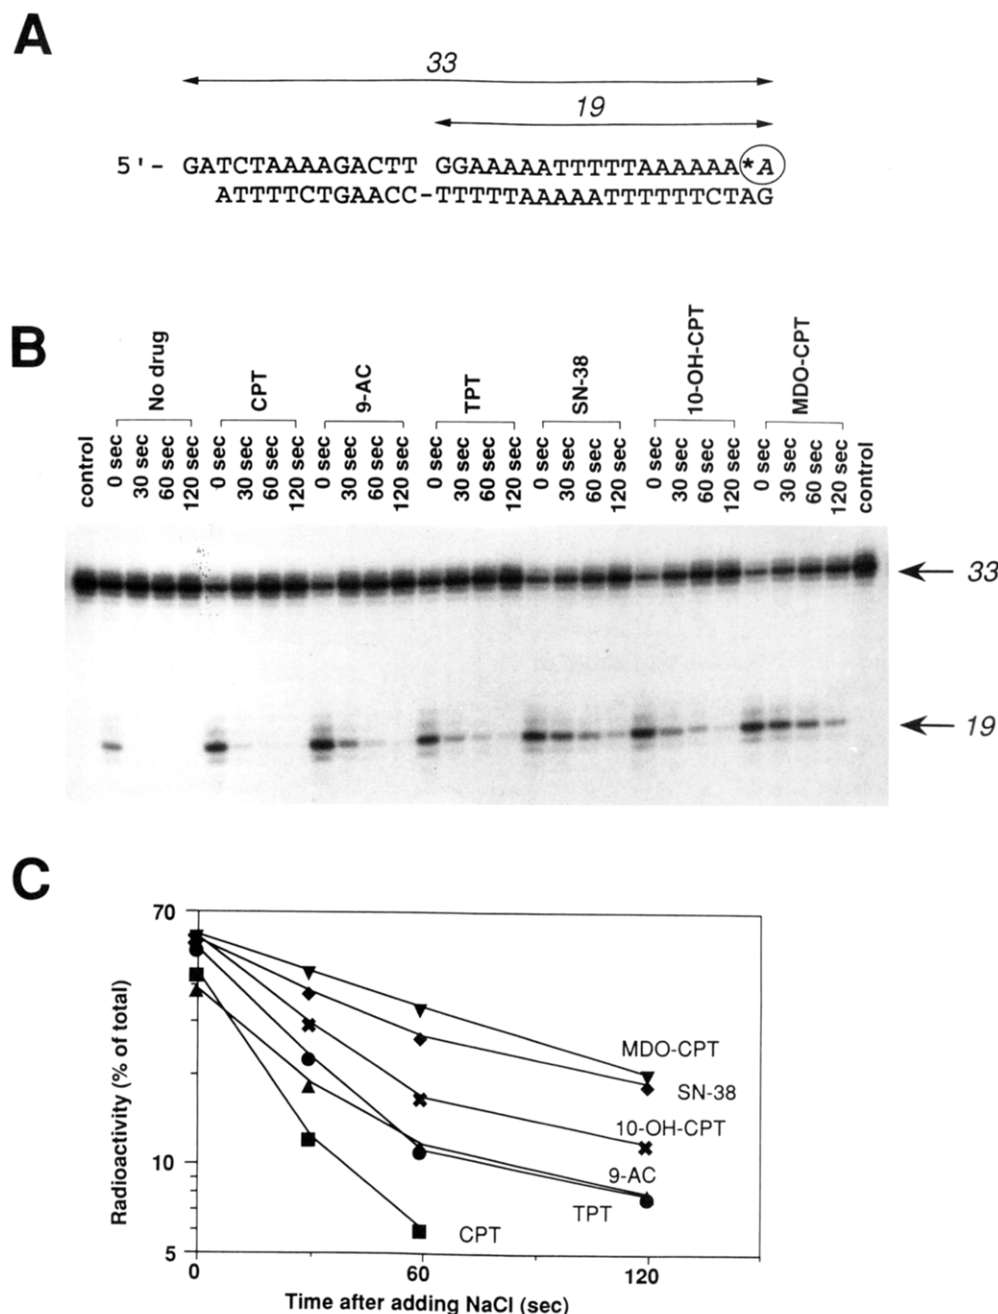 A
33
19
5'- GATCTAAAAGACTT GGAAAAATTTTTAAAAAA*A
ATTTTCTGAACC-TTTTTAAAAATTTTTTCTAG
B
No drug
CPT
9-AC
TPT
SN-38
10-OH-CPT
MDO-CPT
control
0 sec
30 sec
60 sec
120 sec
0 sec
30 sec
60 sec
120 sec
0 sec
30 sec
60 sec
120 sec
0 sec
30 sec
60 sec
120 sec
0 sec
30 sec
60 sec
120 sec
0 sec
30 sec
60 sec
120 sec
0 sec
30 sec
60 sec
120 sec
control
33
19
C
70
10
5
Radioactivity (% of total)
MDO-CPT
SN-38
10-OH-CPT
9-AC
TPT
CPT
0
60
120
Time after adding NaCl (sec)